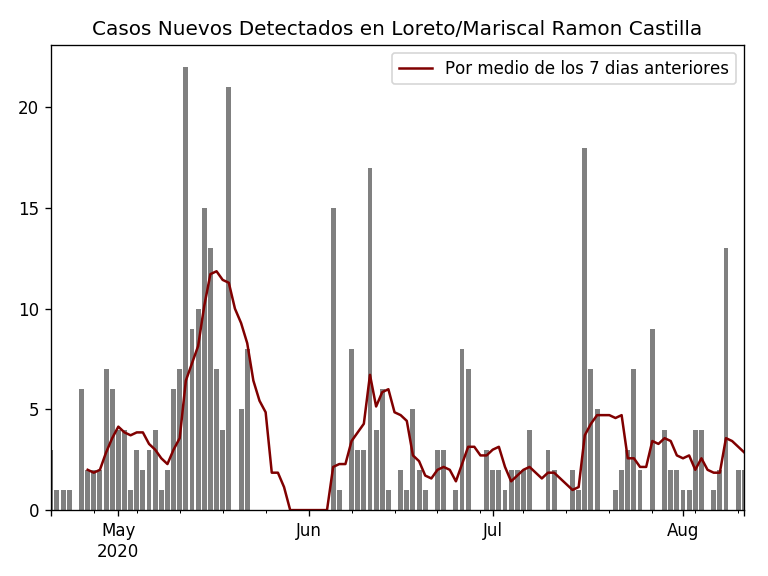 Casos Nuevos Detectados en Loreto/Mariscal Ramon Castilla
Por medio de los 7 dias anteriores
20
15
10
5
0
May Jun Jul Aug
2020